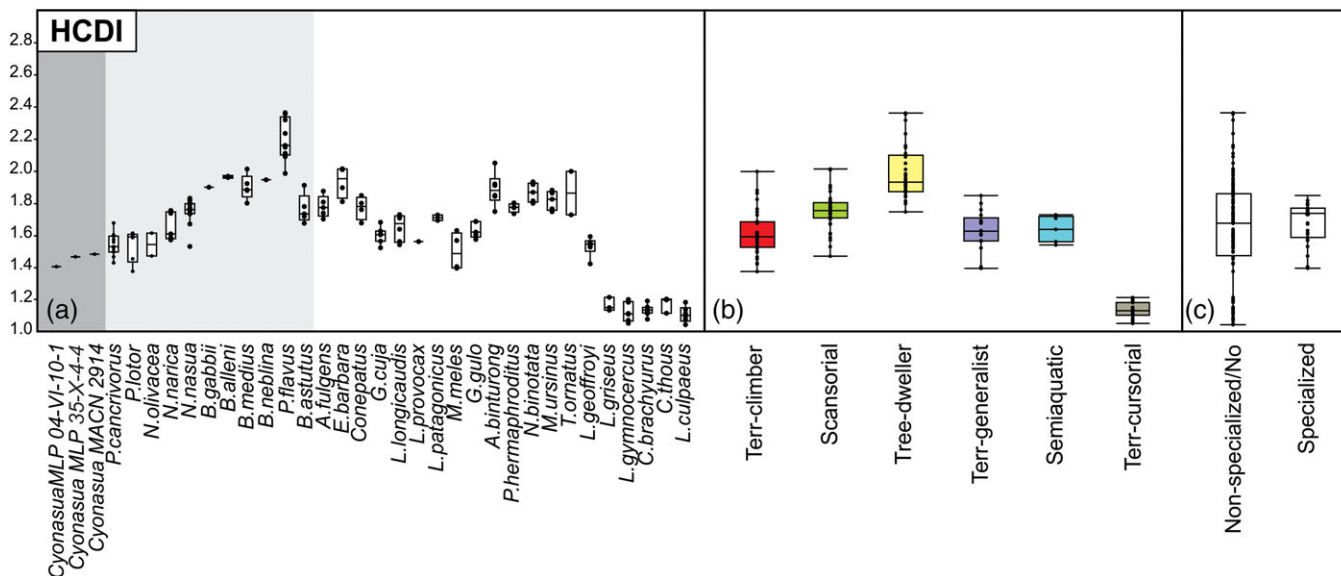 HCDI
2.8
2.6
2.4
2.2
2.0
1.8
1.6
1.4
1.2
1.0
(a)
(b)
(c)
CyonasuaMLP 04-VI-10-1
Cyonasua MLP 35-X-4-4
Cyonasua MACN 2914
P.cancrivorus
P.lotor
N.olivacea
N.narica
N.nasua
B.gabbii
B.alleni
B.medius
B.neblina
P.flavus
B.astutus
A.fulgens
E.barbara
Conepatus
G.cuja
L.longicaudis
L.provocax
L.patagonicus
M.meles
G.gulo
A.binturong
P.hermaphroditus
N.binotata
M.ursinus
T.ornatus
L.geoffroyi
L.griseus
L.gymnocercus
C.brachyurus
C.thous
L.culpaeus
Terr-climber
Scansorial
Tree-dweller
Terr-generalist
Semiaquatic
Terr-cursorial
Non-specialized/No
Specialized